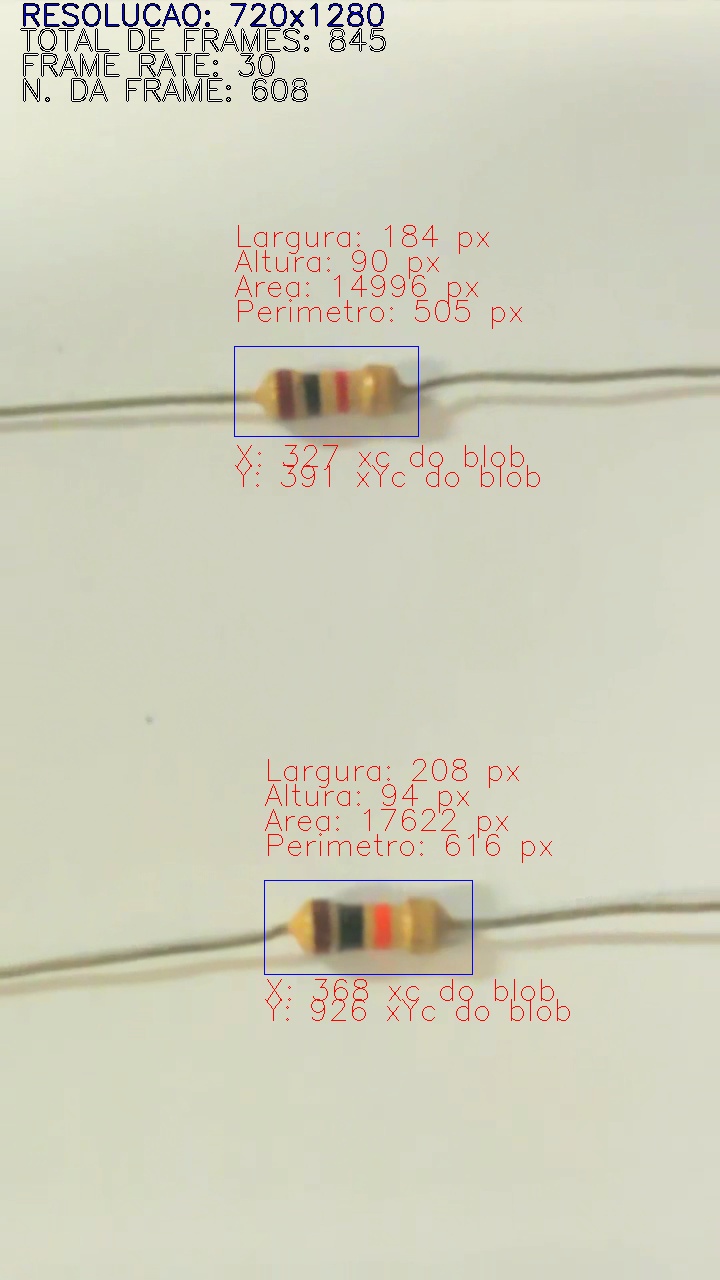 RESOLUCAO: 720x1280
TOTAL DE FRAMES: 845
FRAME RATE: 30
N. DA FRAME: 608
Largura: 184 px
Altura: 90 px
Area: 14996 px
Perimetro: 505 px
X: 327 xc do blob
Y: 391 xYc do blob
Largura: 208 px
Altura: 94 px
Area: 17622 px
Perimetro: 616 px
X: 368 xc do blob
Y: 926 xYc do blob